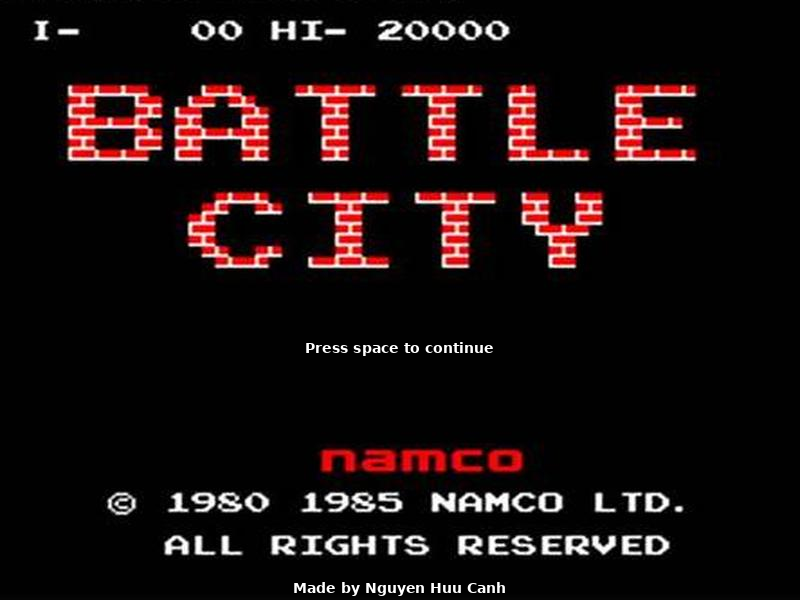 I- 00 HI- 20000
BATTLE
CITY
Press space to continue
namco
© 1980 1985 NAMCO LTD.
ALL RIGHTS RESERVED
Made by Nguyen Huu Canh